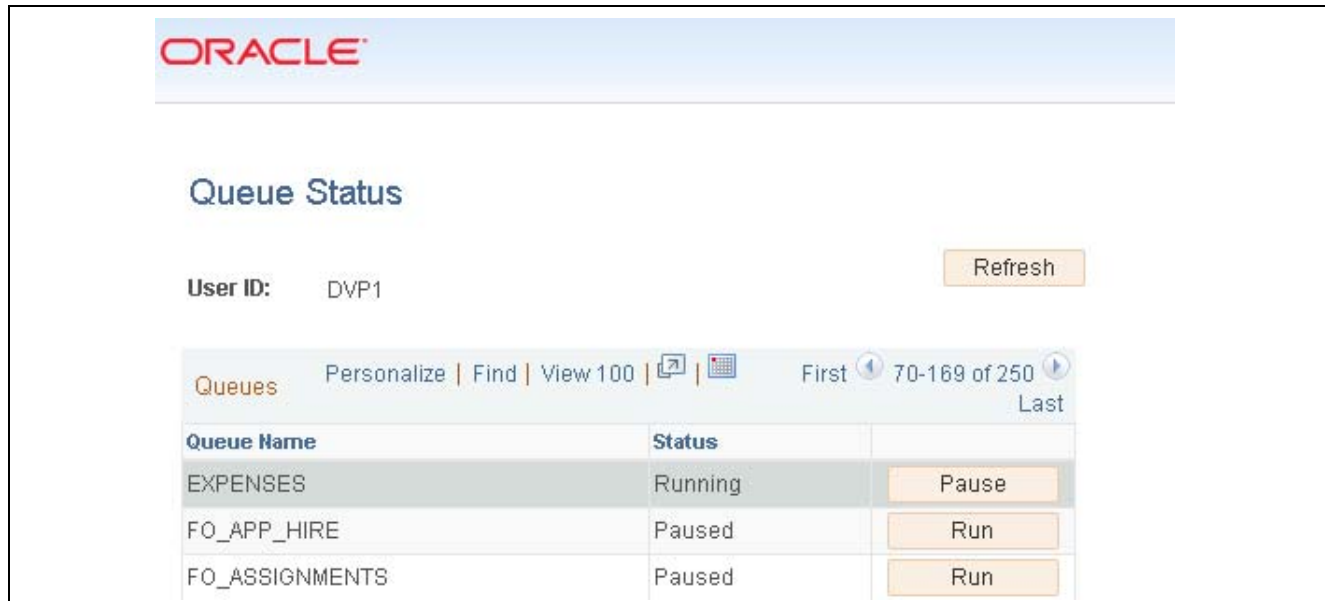 ORACLE
Queue Status
Refresh
User ID: DVP1
Queues Personalize | Find | View 100 | | First 70-169 of 250
Last
Queue Name Status
EXPENSES Running Pause
FO_APP_HIRE Paused Run
FO_ASSIGNMENTS Paused Run